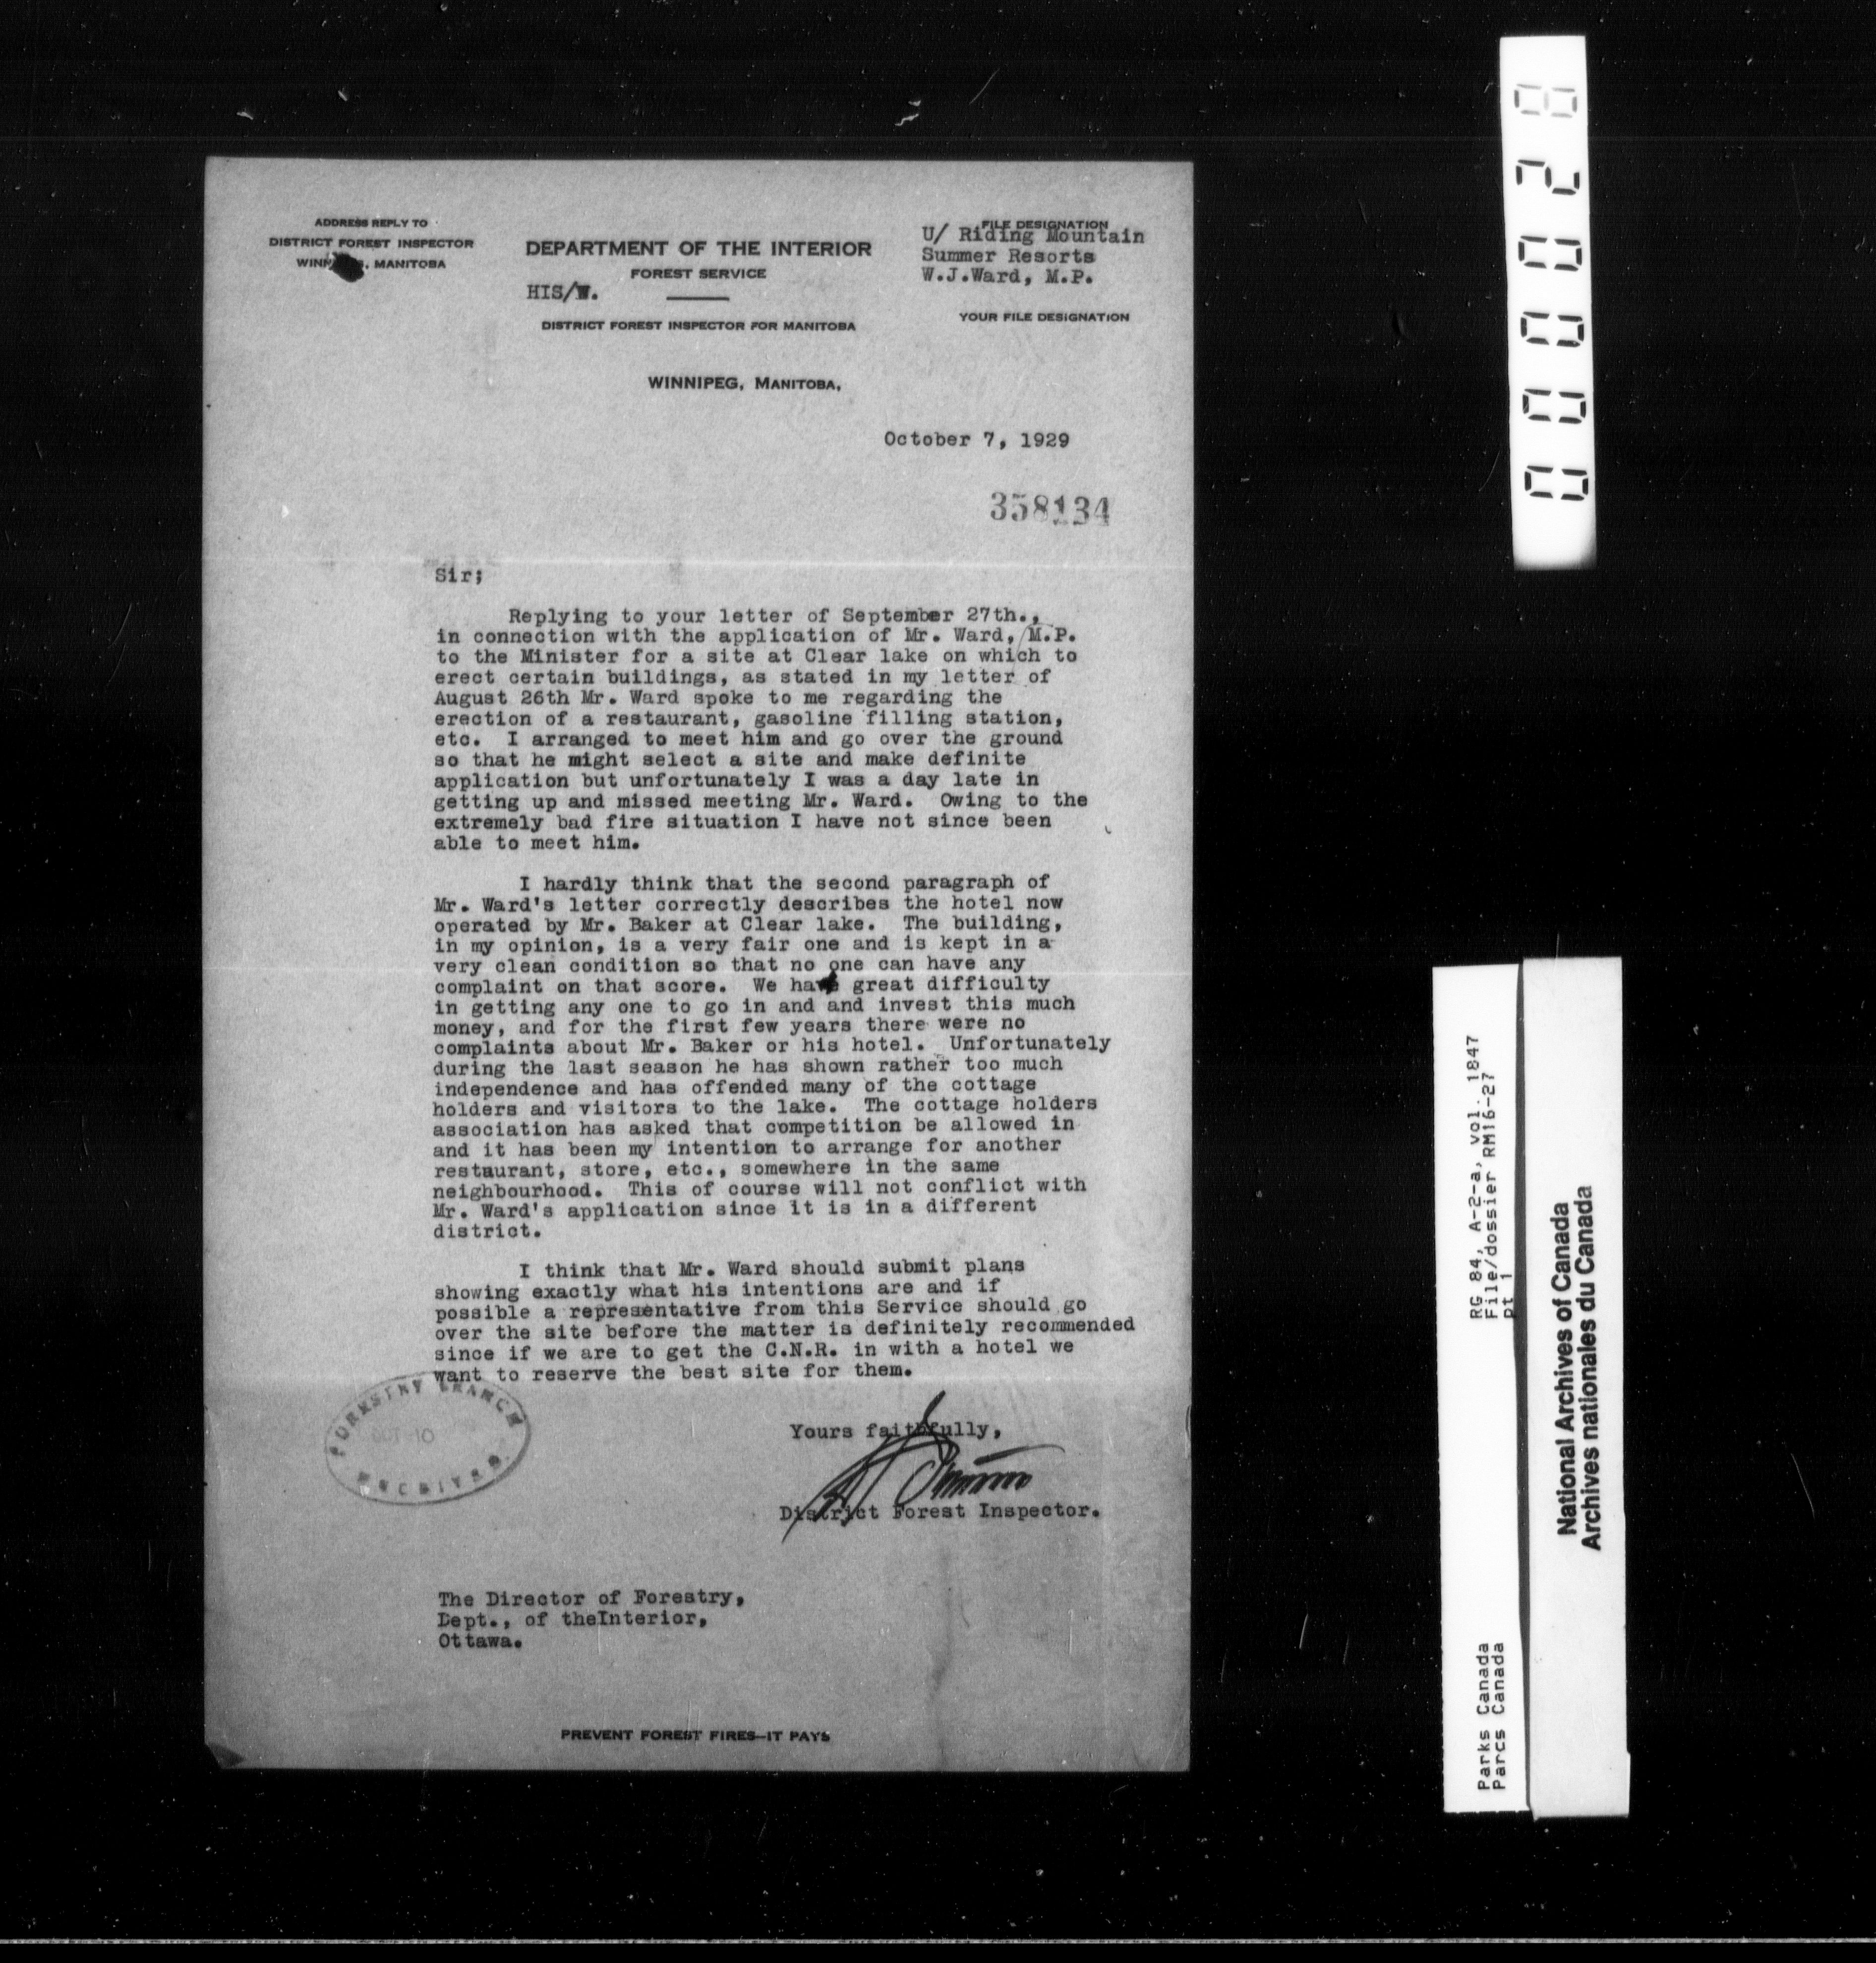 ADDRESS REPLY TO
DISTRICT FOREST INSPECTOR
WINNIPEG, MANITOBA
DEPARTMENT OF THE INTERIOR
FOREST SERVICE
HIS/W.
DISTRICT FOREST INSPECTOR FOR MANITOBA
FILE DESIGNATION
U/ Riding Mountain
Summer Resorts
W.J.Ward, M.P.
YOUR FILE DESIGNATION
WINNIPEG, MANITOBA,
October 7, 1929
358134
Sir;
Replying to your letter of September 27th.,
in connection with the application of Mr. Ward, M.P.
to the Minister for a site at Clear lake on which to
erect certain buildings, as stated in my letter of
August 26th Mr. Ward spoke to me regarding the
erection of a restaurant, gasoline filling station,
etc. I arranged to meet him and go over the ground
so that he might select a site and make definite
application but unfortunately I was a day late in
getting up and missed meeting Mr. Ward. Owing to the
extremely bad fire situation I have not since been
able to meet him.
I hardly think that the second paragraph of
Mr. Ward's letter correctly describes the hotel now
operated by Mr. Baker at Clear lake. The building,
in my opinion, is a very fair one and is kept in a
very clean condition so that no one can have any
complaint on that score. We have great difficulty
in getting any one to go in and and invest this much
money, and for the first few years there were no
complaints about Mr. Baker or his hotel. Unfortunately
during the last season he has shown rather too much
independence and has offended many of the cottage
holders and visitors to the lake. The cottage holders
association has asked that competition be allowed in
and it has been my intention to arrange for another
restaurant, store, etc., somewhere in the same
neighbourhood. This of course will not conflict with
Mr. Ward's application since it is in a different
district.
I think that Mr. Ward should submit plans
showing exactly what his intentions are and if
possible a representative from this Service should go
over the site before the matter is definitely recommended
since if we are to get the C.N.R. in with a hotel we
want to reserve the best site for them.
FORESTRY BRANCH
OCT 10
RECEIVED
Yours faithfully,
District Forest Inspector.
The Director of Forestry,
Dept., of theInterior,
Ottawa.
PREVENT FOREST FIRES—IT PAYS
00028
RG 84, A-2-a, vol. 1847
File/dossier RM16-27
pt 1
Parks Canada
Parcs Canada
National Archives of Canada
Archives nationales du Canada